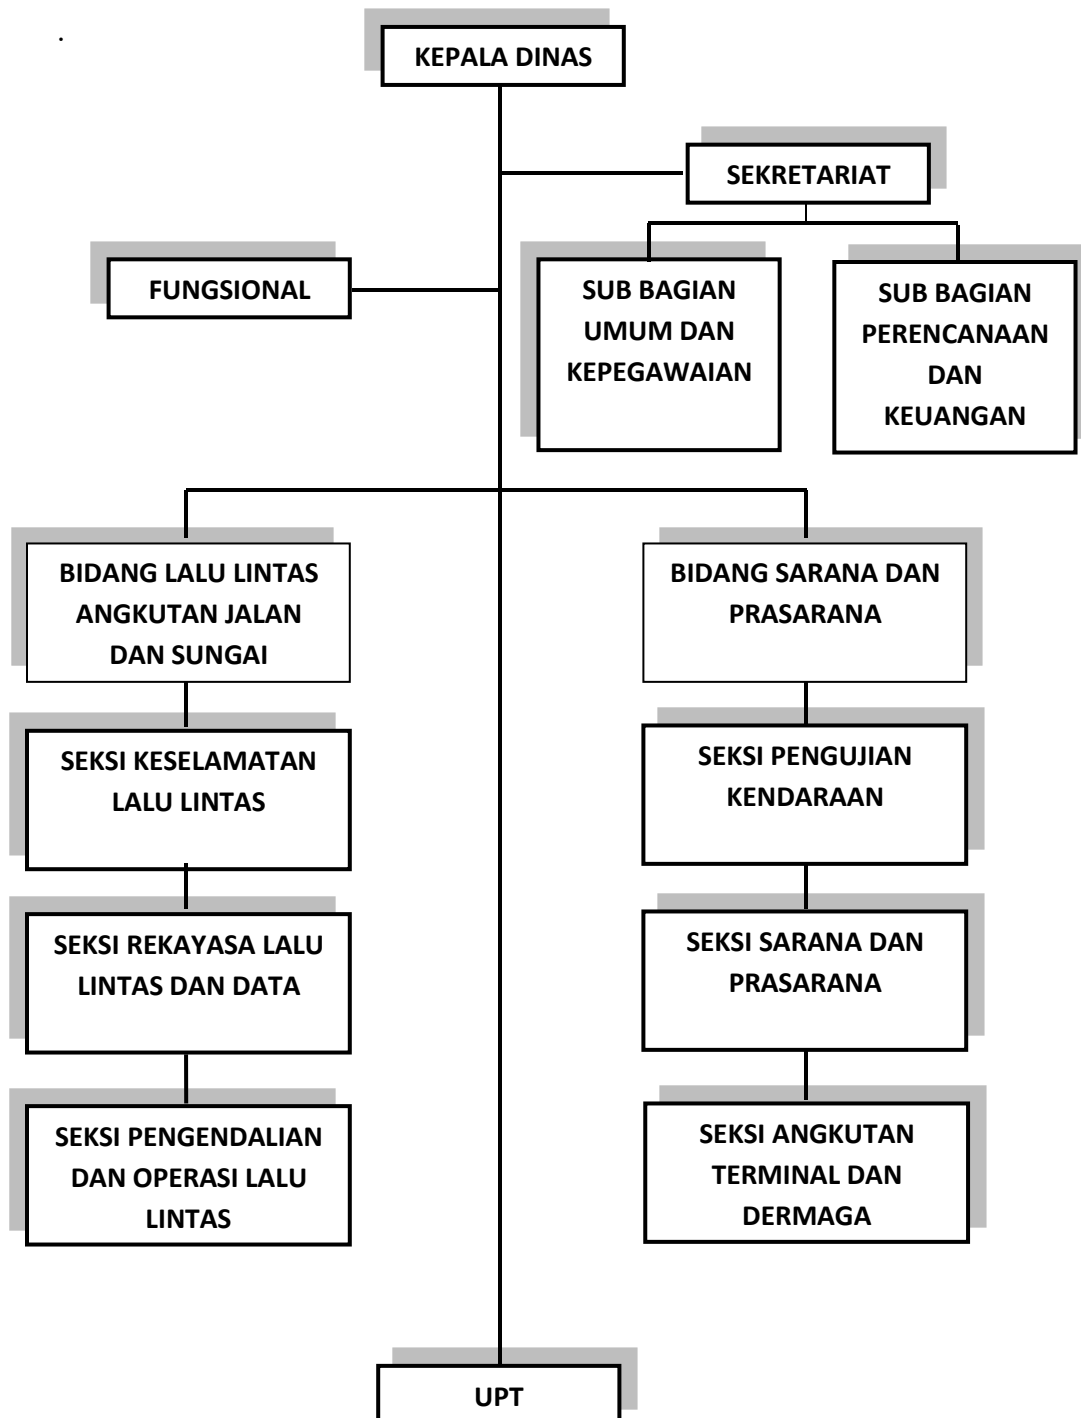 .
KEPALA DINAS
SEKRETARIAT
FUNGSIONAL
SUB BAGIAN
UMUM DAN
KEPEGAWAIAN
SUB BAGIAN
PERENCANAAN
DAN
KEUANGAN
BIDANG LALU LINTAS
ANGKUTAN JALAN
DAN SUNGAI
SEKSI KESELAMATAN
LALU LINTAS
SEKSI REKAYASA LALU
LINTAS DAN DATA
SEKSI PENGENDALIAN
DAN OPERASI LALU
LINTAS
BIDANG SARANA DAN
PRASARANA
SEKSI PENGUJIAN
KENDARAAN
SEKSI SARANA DAN
PRASARANA
SEKSI ANGKUTAN
TERMINAL DAN
DERMAGA
UPT